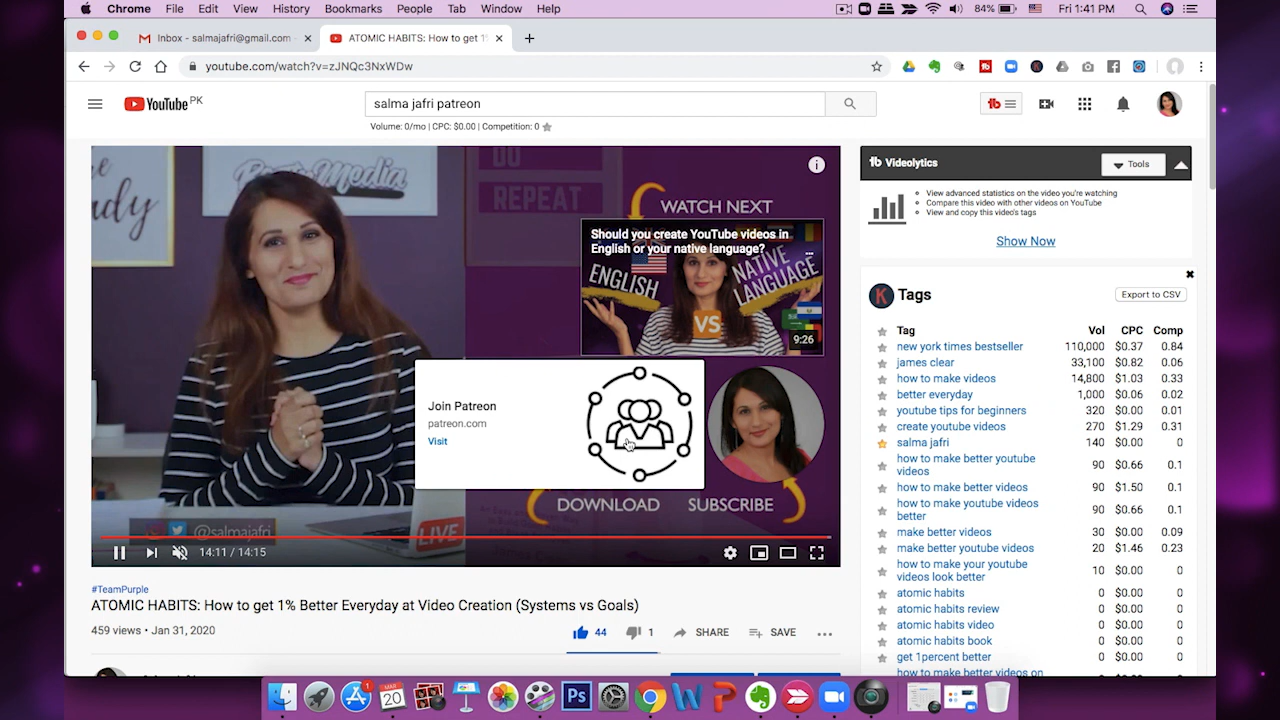 Chrome File Edit View History Bookmarks People Tab Window Help
84% Fri 1:41 PM
Inbox - salmajafri@gmail.com -
ATOMIC HABITS: How to get 1%
youtube.com/watch?v=zJNQc3NxWDw
YouTube PK
salma jafri patreon
Volume: 0/mo | CPC: $0.00 | Competition: 0
WATCH NEXT
Should you create YouTube videos in
English or your native language?
ENGLISH
VS
NATIVE
LANGUAGE?
9:26
DO
REPEAT
Media
Join Patreon
patreon.com
Visit
DOWNLOAD SUBSCRIBE
@salmajafri
LIVE
14:11 / 14:15
#TeamPurple
ATOMIC HABITS: How to get 1% Better Everyday at Video Creation (Systems vs Goals)
459 views • Jan 31, 2020
44 1 SHARE SAVE
tb Videolytics Tools
View advanced statistics on the video you're watching
Compare this video with other videos on YouTube
View and copy this video's tags
Show Now
K Tags Export to CSV
Tag Vol CPC Comp
new york times bestseller 110,000 $0.37 0.84
james clear 33,100 $0.82 0.06
how to make videos 14,800 $1.03 0.33
better everyday 1,000 $0.06 0.02
youtube tips for beginners 320 $0.00 0.01
create youtube videos 270 $1.29 0.31
salma jafri 140 $0.00 0
how to make better youtube
videos 90 $0.66 0.1
how to make better videos 90 $1.50 0.1
how to make youtube videos
better 90 $0.66 0.1
make better videos 30 $0.00 0.09
make better youtube videos 20 $1.46 0.23
how to make your youtube
videos look better 10 $0.00 0
atomic habits 0 $0.00 0
atomic habits review 0 $0.00 0
atomic habits video 0 $0.00 0
atomic habits book 0 $0.00 0
get 1percent better 0 $0.00 0
how to make better videos on
MAR
20
Ps
1